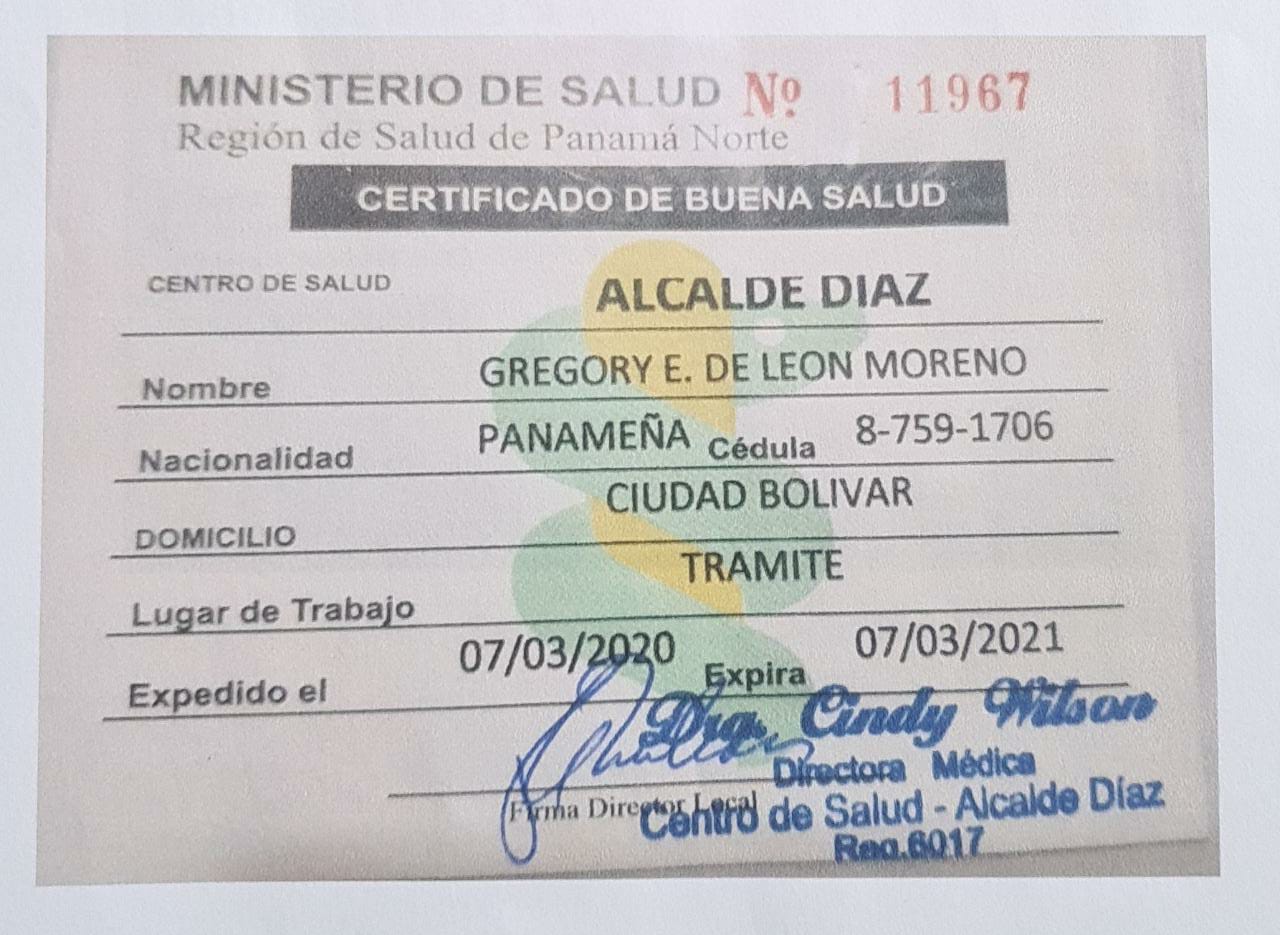 MINISTERIO DE SALUD Nº 11967
Región de Salud de Panamá Norte
CERTIFICADO DE BUENA SALUD
CENTRO DE SALUD ALCALDE DIAZ
Nombre GREGORY E. DE LEON MORENO
Nacionalidad PANAMEÑA Cédula 8-759-1706
DOMICILIO CIUDAD BOLIVAR
Lugar de Trabajo TRAMITE
Expedido el 07/03/2020 Expira 07/03/2021
Dra. Cindy Wilson
Directora Médica
Firma Director Local
Centro de Salud - Alcalde Díaz
Reg.6017